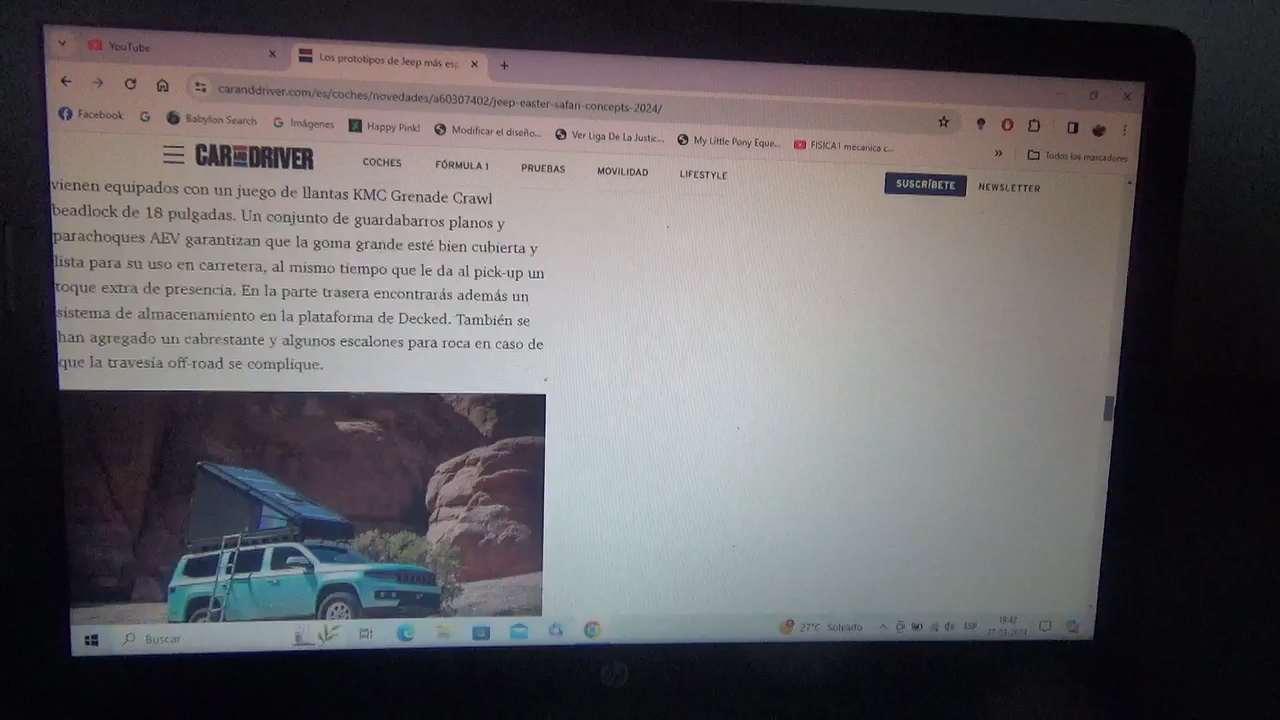 YouTube
Los prototipos de Jeep más esp
caranddriver.com/es/coches/novedades/a60307402/jeep-easter-safari-concepts-2024/
Facebook
Babylon Search
Imágenes
Happy Pink!
Modificar el diseño...
Ver Liga De La Justic...
My Little Pony Eque...
FISICA1 mecanica c...
Todos los marcadores
CAR AND DRIVER
COCHES
FÓRMULA 1
PRUEBAS
MOVILIDAD
LIFESTYLE
SUSCRÍBETE
NEWSLETTER
vienen equipados con un juego de llantas KMC Grenade Crawl
beadlock de 18 pulgadas. Un conjunto de guardabarros planos y
parachoques AEV garantizan que la goma grande esté bien cubierta y
lista para su uso en carretera, al mismo tiempo que le da al pick-up un
toque extra de presencia. En la parte trasera encontrarás además un
sistema de almacenamiento en la plataforma de Decked. También se
han agregado un cabrestante y algunos escalones para roca en caso de
que la travesía off-road se complique.
Buscar
27°C Soleado
ESP
19:42
hp